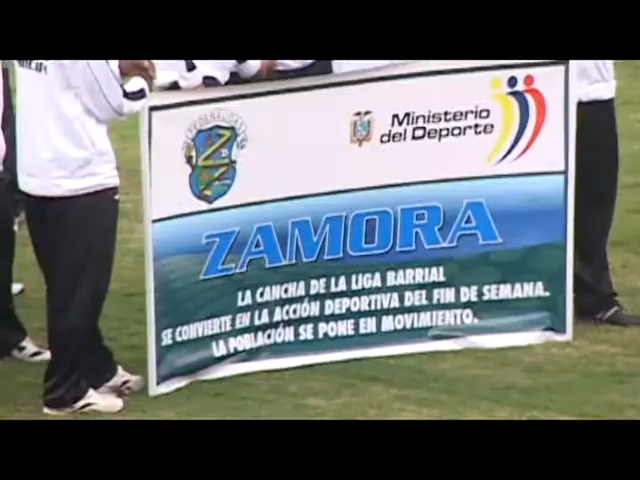 Ministerio
del Deporte
ZAMORA
LA CANCHA DE LA LIGA BARRIAL
SE CONVIERTE EN LA ACCIÓN DEPORTIVA DEL FIN DE SEMANA.
LA POBLACIÓN SE PONE EN MOVIMIENTO.